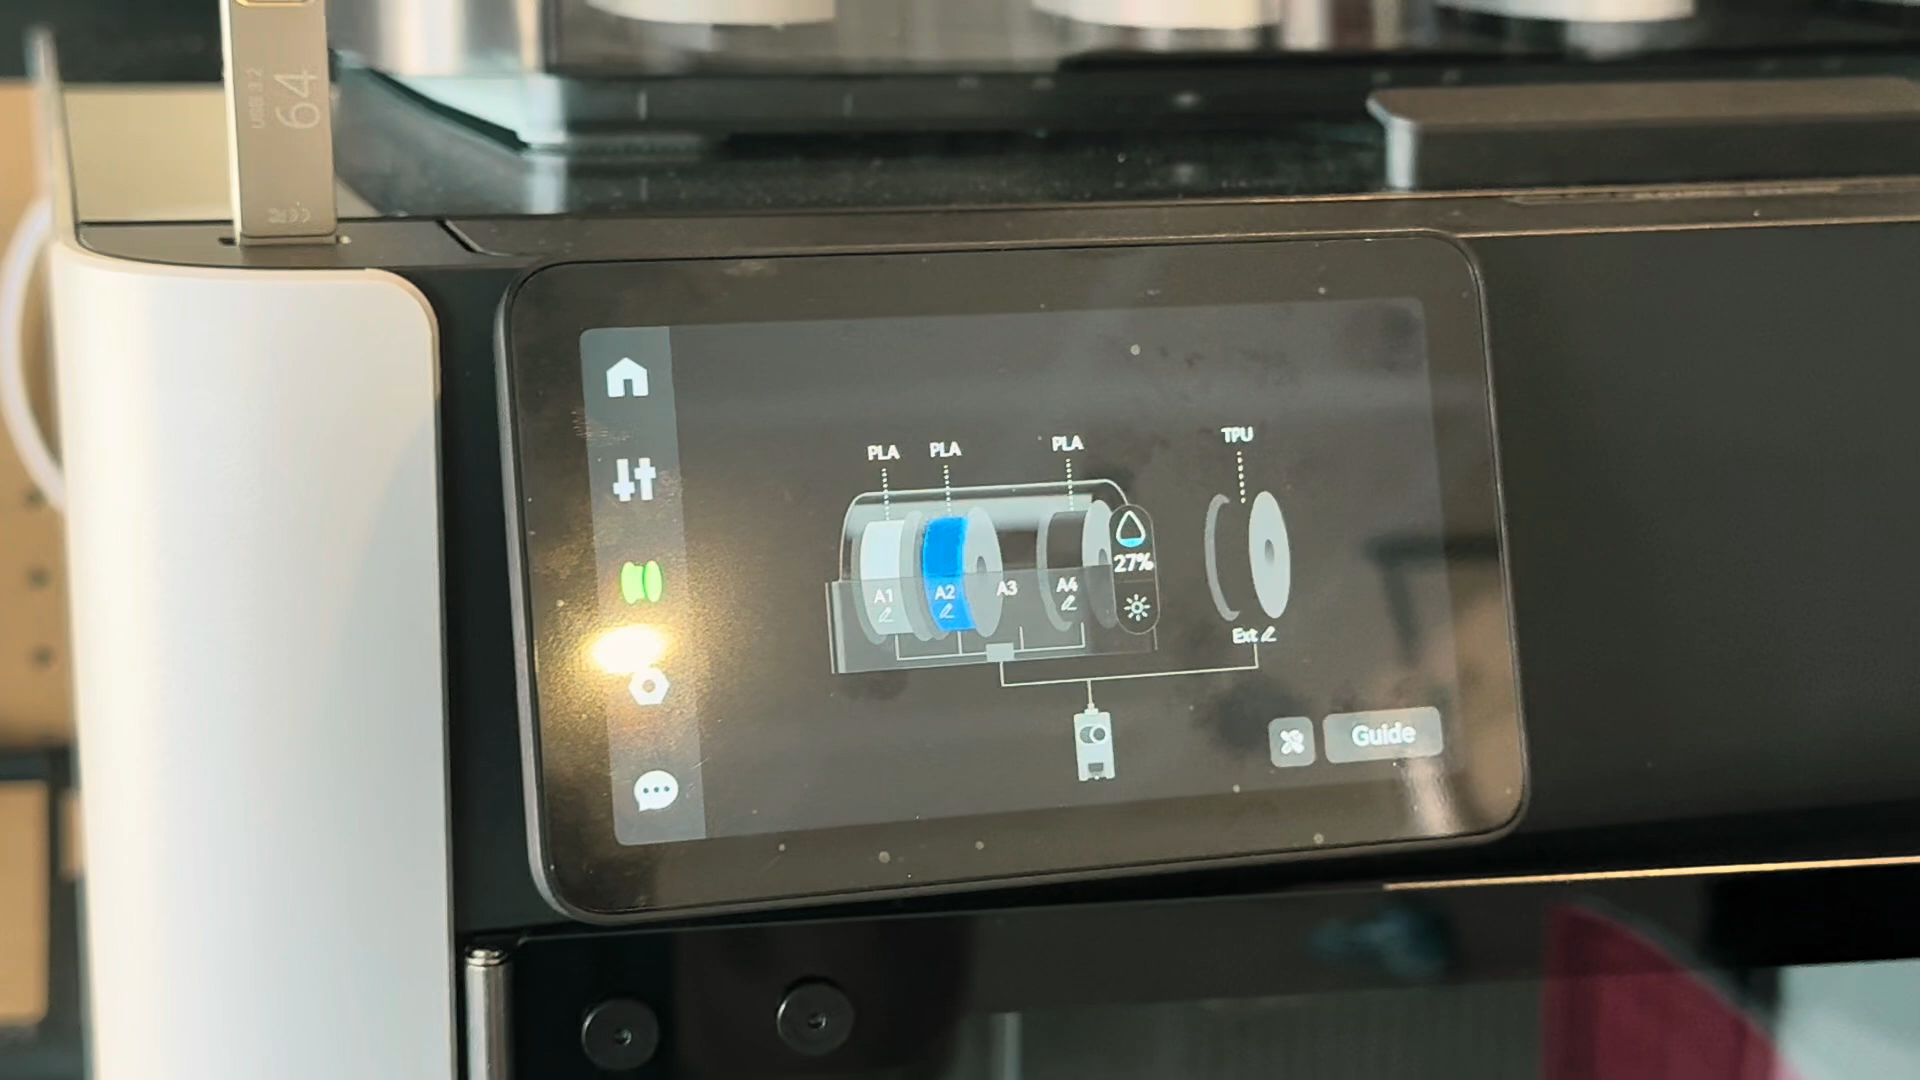 USB 3.2
64
PLA
PLA
PLA
TPU
27%
A1
A2
A3
A4
Ext
Guide